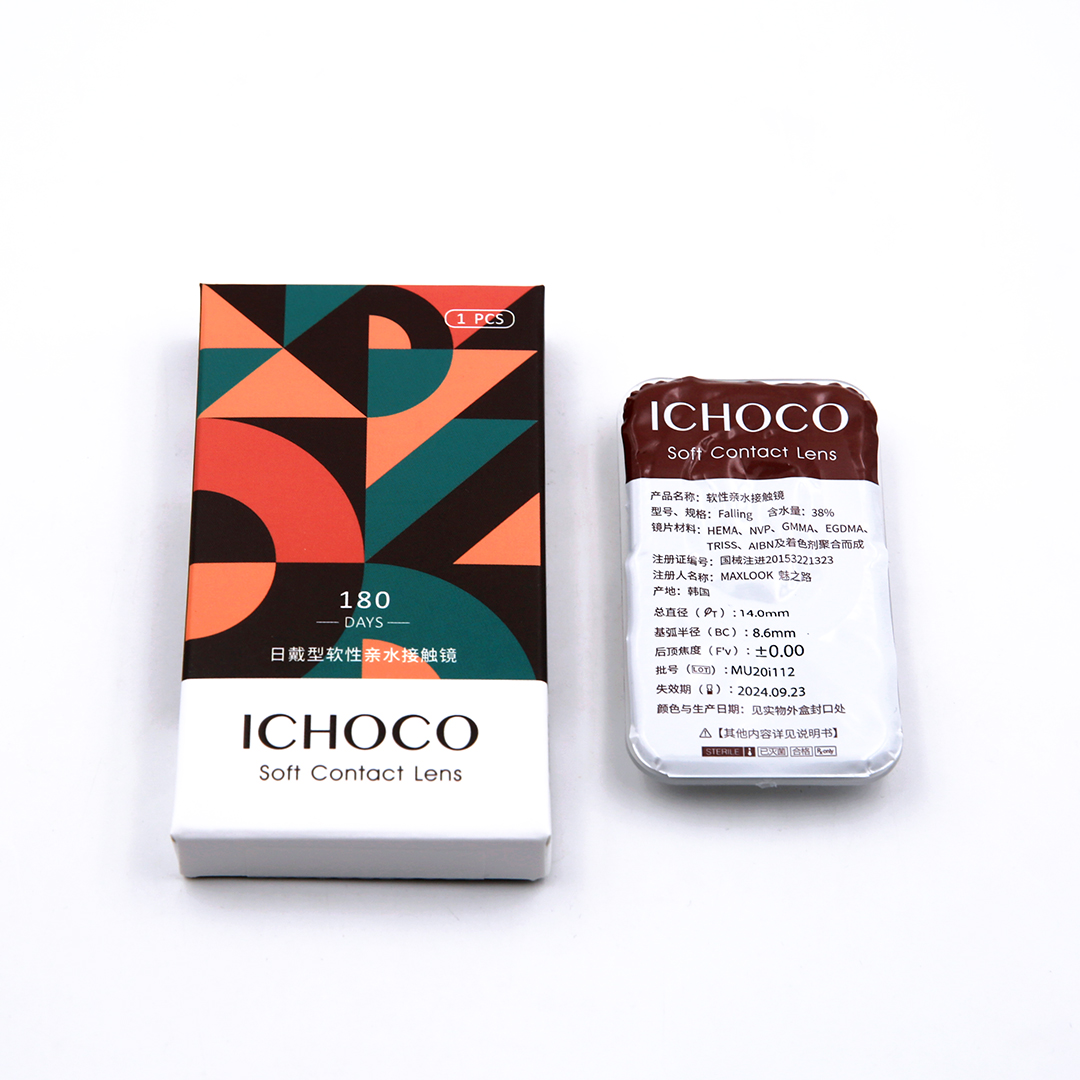 1 PCS
180
DAYS
日戴型软性亲水接触镜
ICHOCO
Soft Contact Lens
ICHOCO
Soft Contact Lens
产品名称：软性亲水接触镜
型号、规格：Falling 含水量：38%
镜片材料：HEMA、NVP、GMMA、EGDMA、
TRISS、AIBN及着色剂聚合而成
注册证编号：国械注进20153221323
注册人名称：MAXLOOK 魅之路
产地：韩国
总直径（∅T）：14.0mm
基弧半径（BC）：8.6mm
后顶焦度（F'v）：±0.00
批号（LOT）：MU20i112
失效期（⌛）：2024.09.23
颜色与生产日期：见实物外盒封口处
⚠【其他内容详见说明书】
STERILE 已灭菌 合格 ℞only